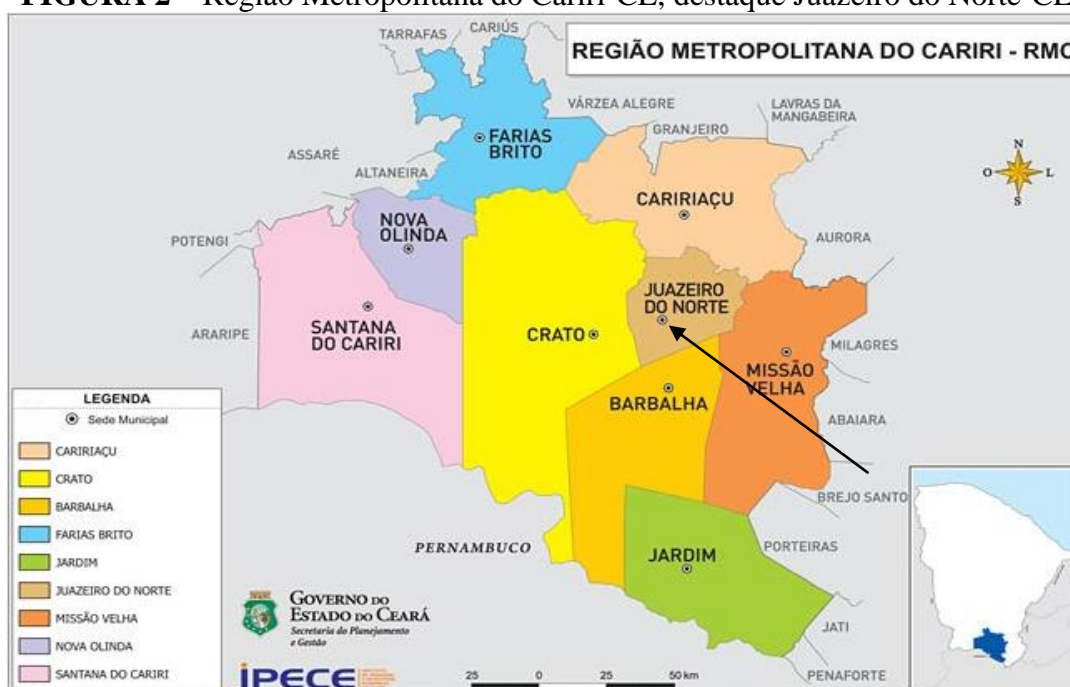 FIGURA 2 – Região Metropolitana do Cariri-CE, destaque Juazeiro do Norte-CE
REGIÃO METROPOLITANA DO CARIRI - RMC
TARRAFAS
CARIÚS
VÁRZEA ALEGRE
GRANJEIRO
LAVRAS DA
MANGABEIRA
ASSARÉ
ALTANEIRA
FARIAS
BRITO
N
O
L
S
CARIRIAÇU
NOVA
OLINDA
POTENGI
AURORA
JUAZEIRO
DO NORTE
SANTANA
DO CARIRI
CRATO
ARARIPE
MILAGRES
MISSÃO
VELHA
BARBALHA
ABAIARA
BREJO SANTO
PERNAMBUCO
JARDIM
PORTEIRAS
JATI
PENAFORTE
LEGENDA
Sede Municipal
CARIRIAÇU
CRATO
BARBALHA
FARIAS BRITO
JARDIM
JUAZEIRO DO NORTE
MISSÃO VELHA
NOVA OLINDA
SANTANA DO CARIRI
GOVERNO DO
ESTADO DO CEARÁ
Secretaria do Planejamento
e Gestão
IPECE
25 0 25 50 km